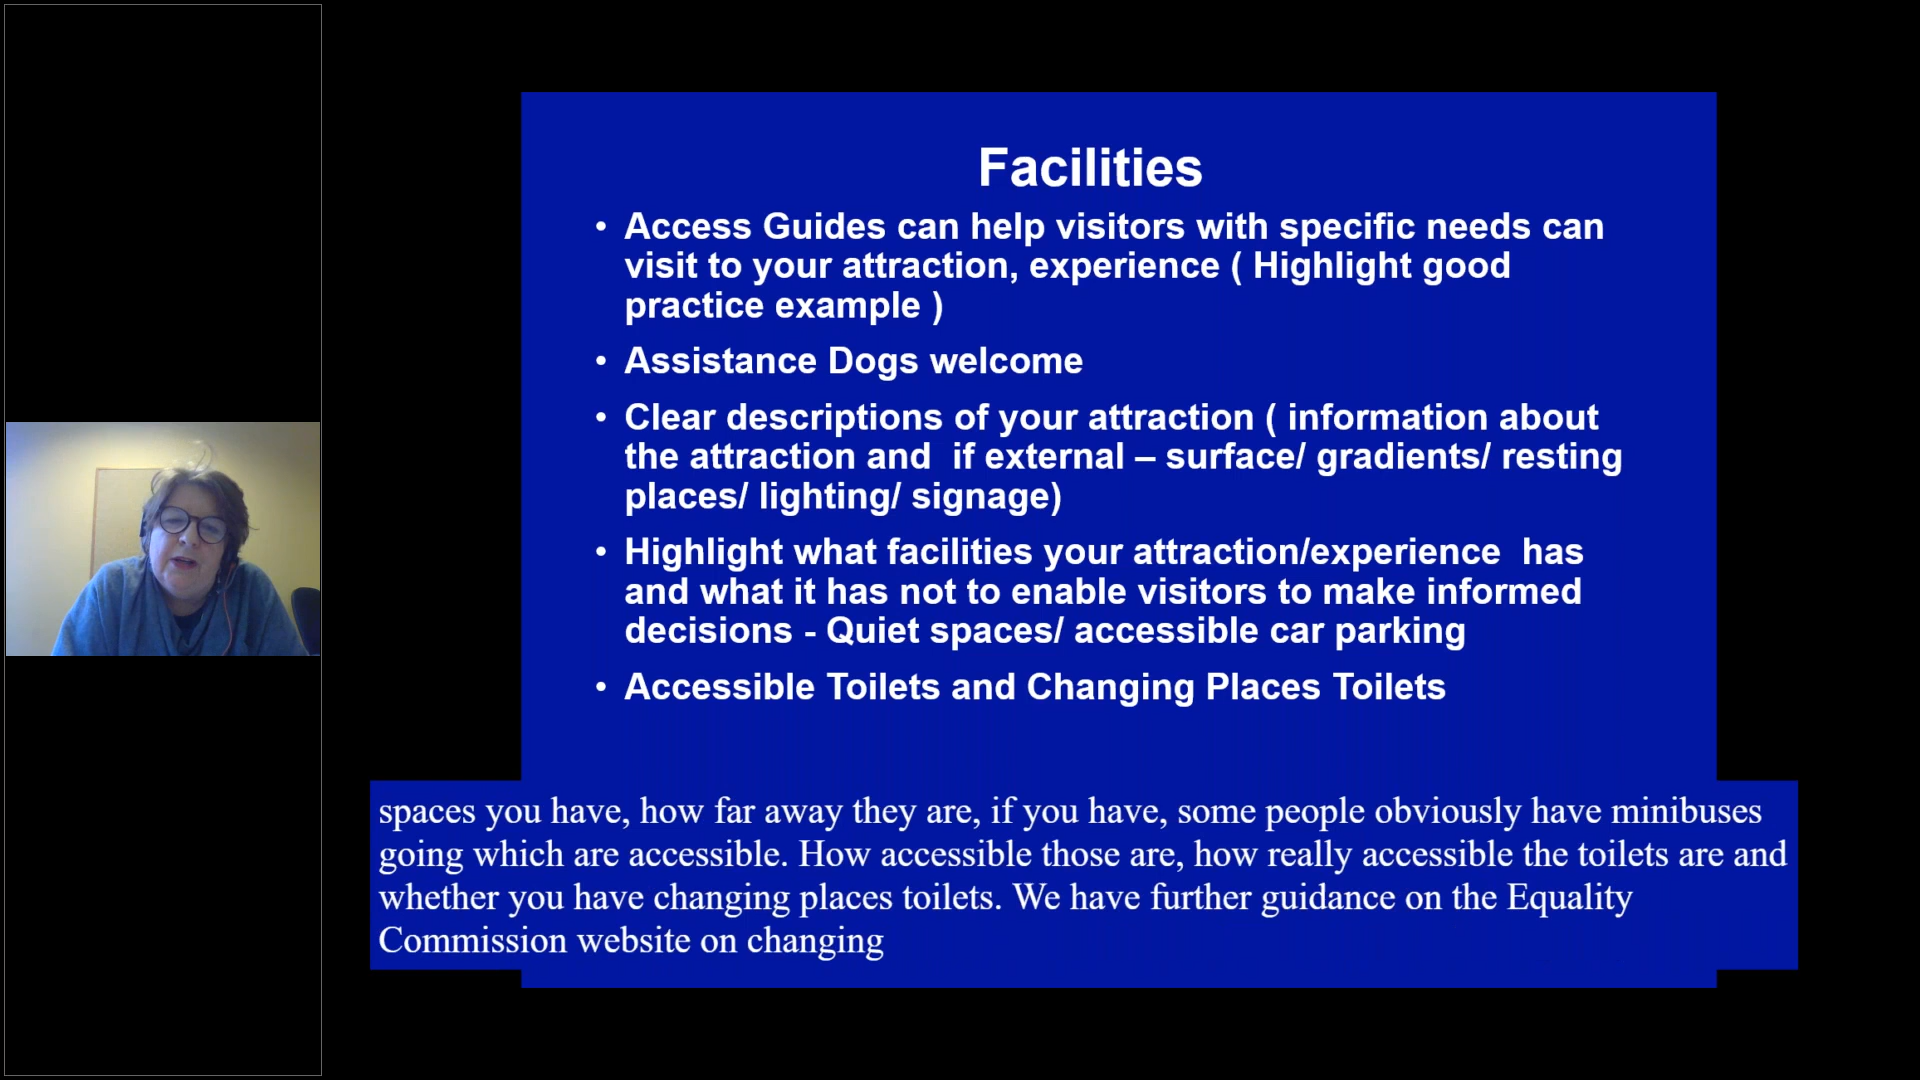 Facilities
• Access Guides can help visitors with specific needs can
visit to your attraction, experience ( Highlight good
practice example )
• Assistance Dogs welcome
• Clear descriptions of your attraction ( information about
the attraction and  if external – surface/ gradients/ resting
places/ lighting/ signage)
• Highlight what facilities your attraction/experience  has
and what it has not to enable visitors to make informed
decisions - Quiet spaces/ accessible car parking
• Accessible Toilets and Changing Places Toilets
spaces you have, how far away they are, if you have, some people obviously have minibuses
going which are accessible. How accessible those are, how really accessible the toilets are and
whether you have changing places toilets. We have further guidance on the Equality
Commission website on changing